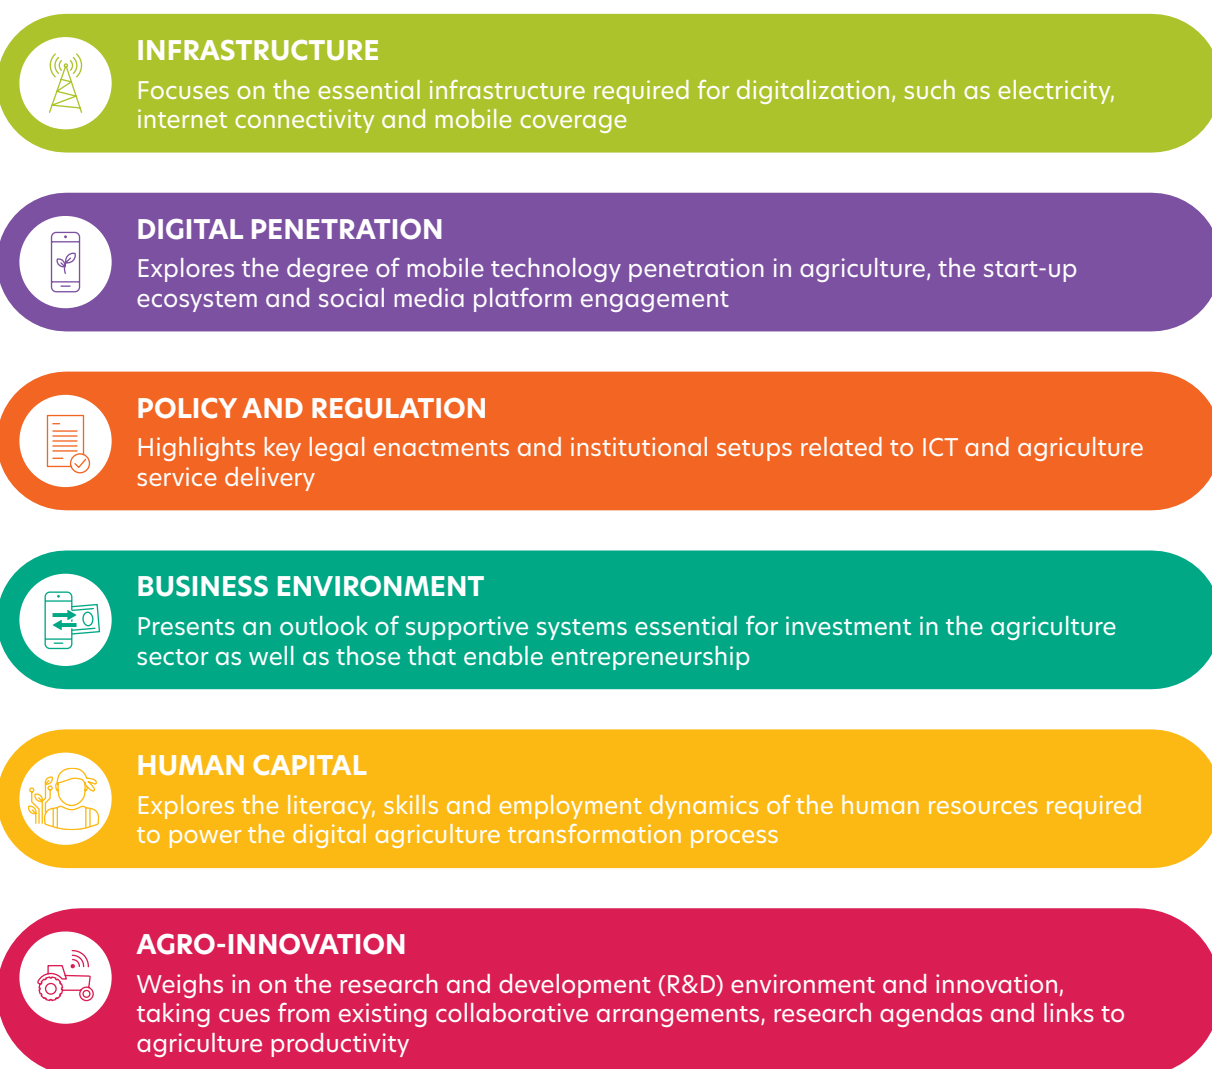 INFRASTRUCTURE
Focuses on the essential infrastructure required for digitalization, such as electricity,
internet connectivity and mobile coverage
DIGITAL PENETRATION
Explores the degree of mobile technology penetration in agriculture, the start-up
ecosystem and social media platform engagement
POLICY AND REGULATION
Highlights key legal enactments and institutional setups related to ICT and agriculture
service delivery
BUSINESS ENVIRONMENT
Presents an outlook of supportive systems essential for investment in the agriculture
sector as well as those that enable entrepreneurship
HUMAN CAPITAL
Explores the literacy, skills and employment dynamics of the human resources required
to power the digital agriculture transformation process
AGRO-INNOVATION
Weighs in on the research and development (R&D) environment and innovation,
taking cues from existing collaborative arrangements, research agendas and links to
agriculture productivity